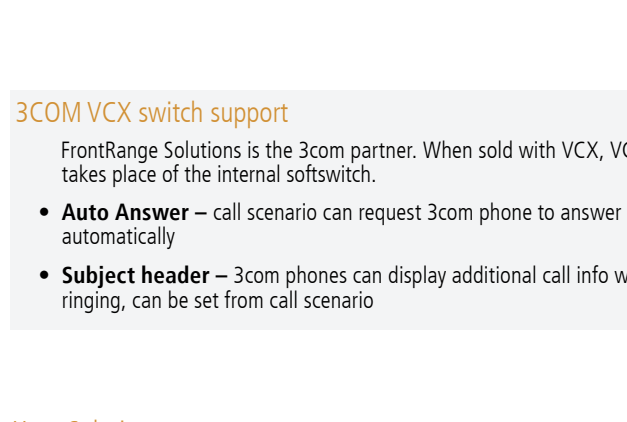 3COM VCX switch support
FrontRange Solutions is the 3com partner. When sold with VCX,
takes place of the internal softswitch.
• Auto Answer – call scenario can request 3com phone to answer
automatically
• Subject header – 3com phones can display additional call info
ringing, can be set from call scenario